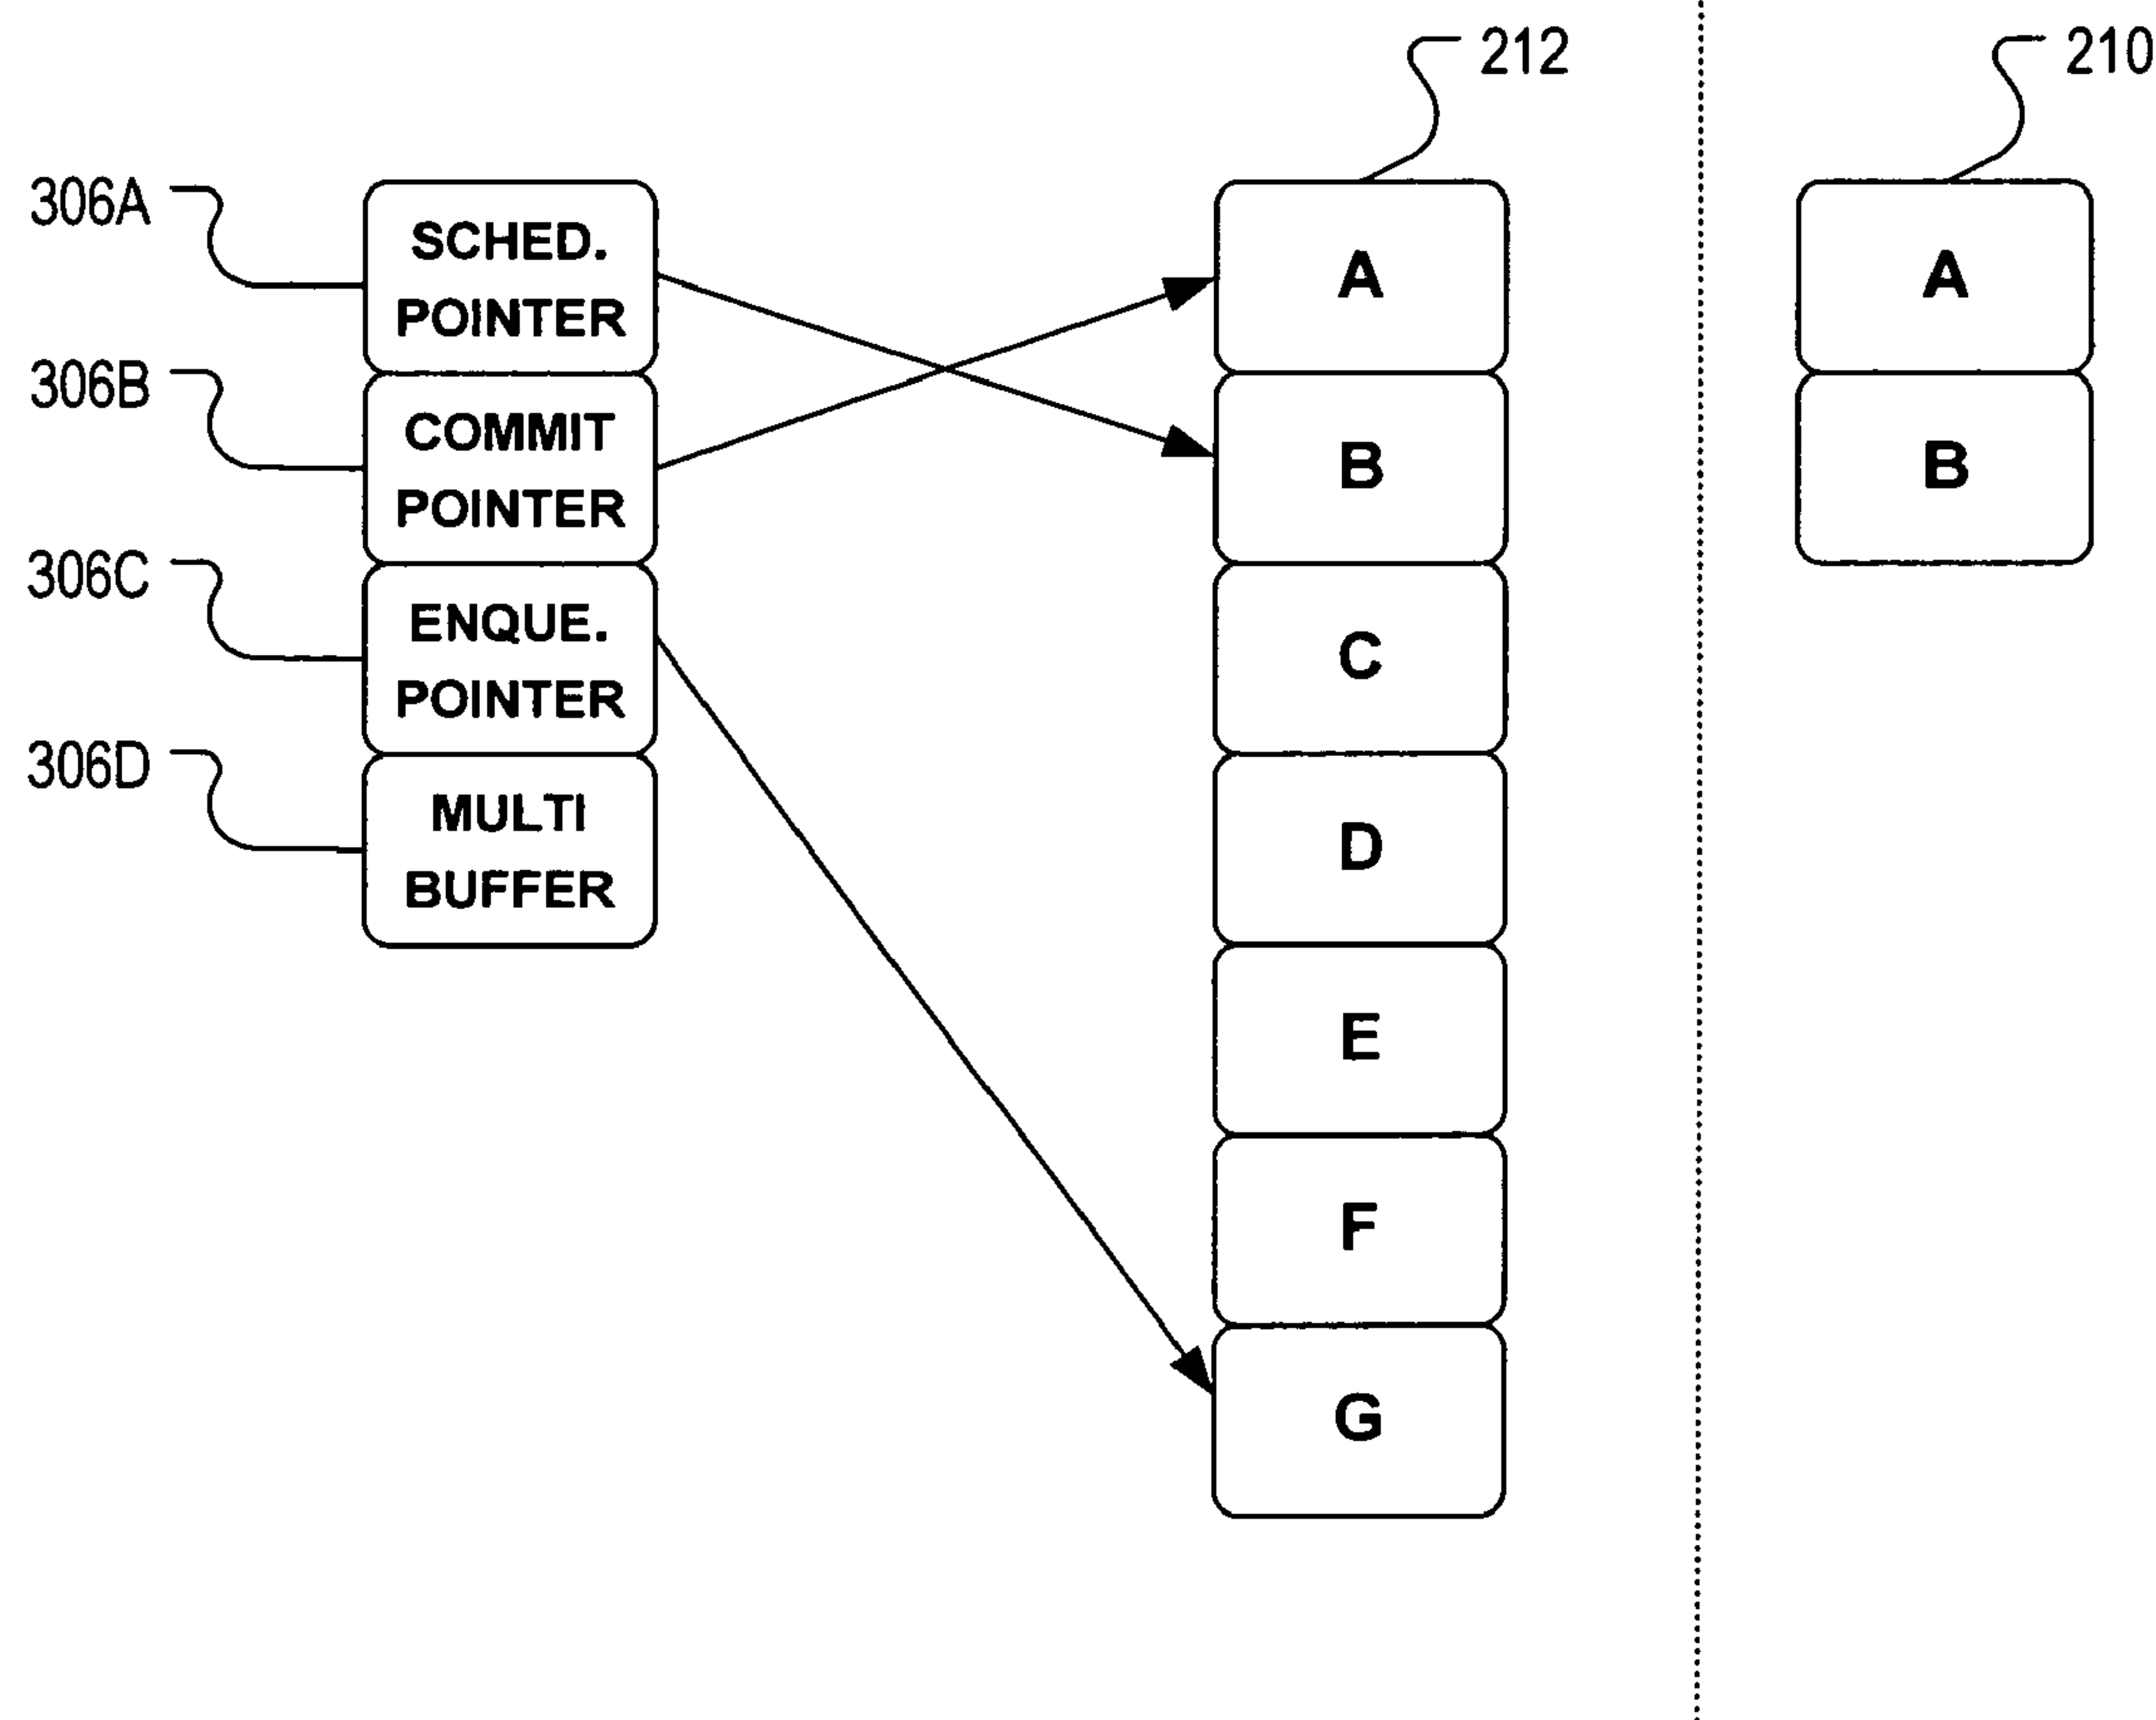 212
210
306A
SCHED.
POINTER
306B
COMMIT
POINTER
306C
ENQUE.
POINTER
306D
MULTI
BUFFER
A
B
C
D
E
F
G
A
B